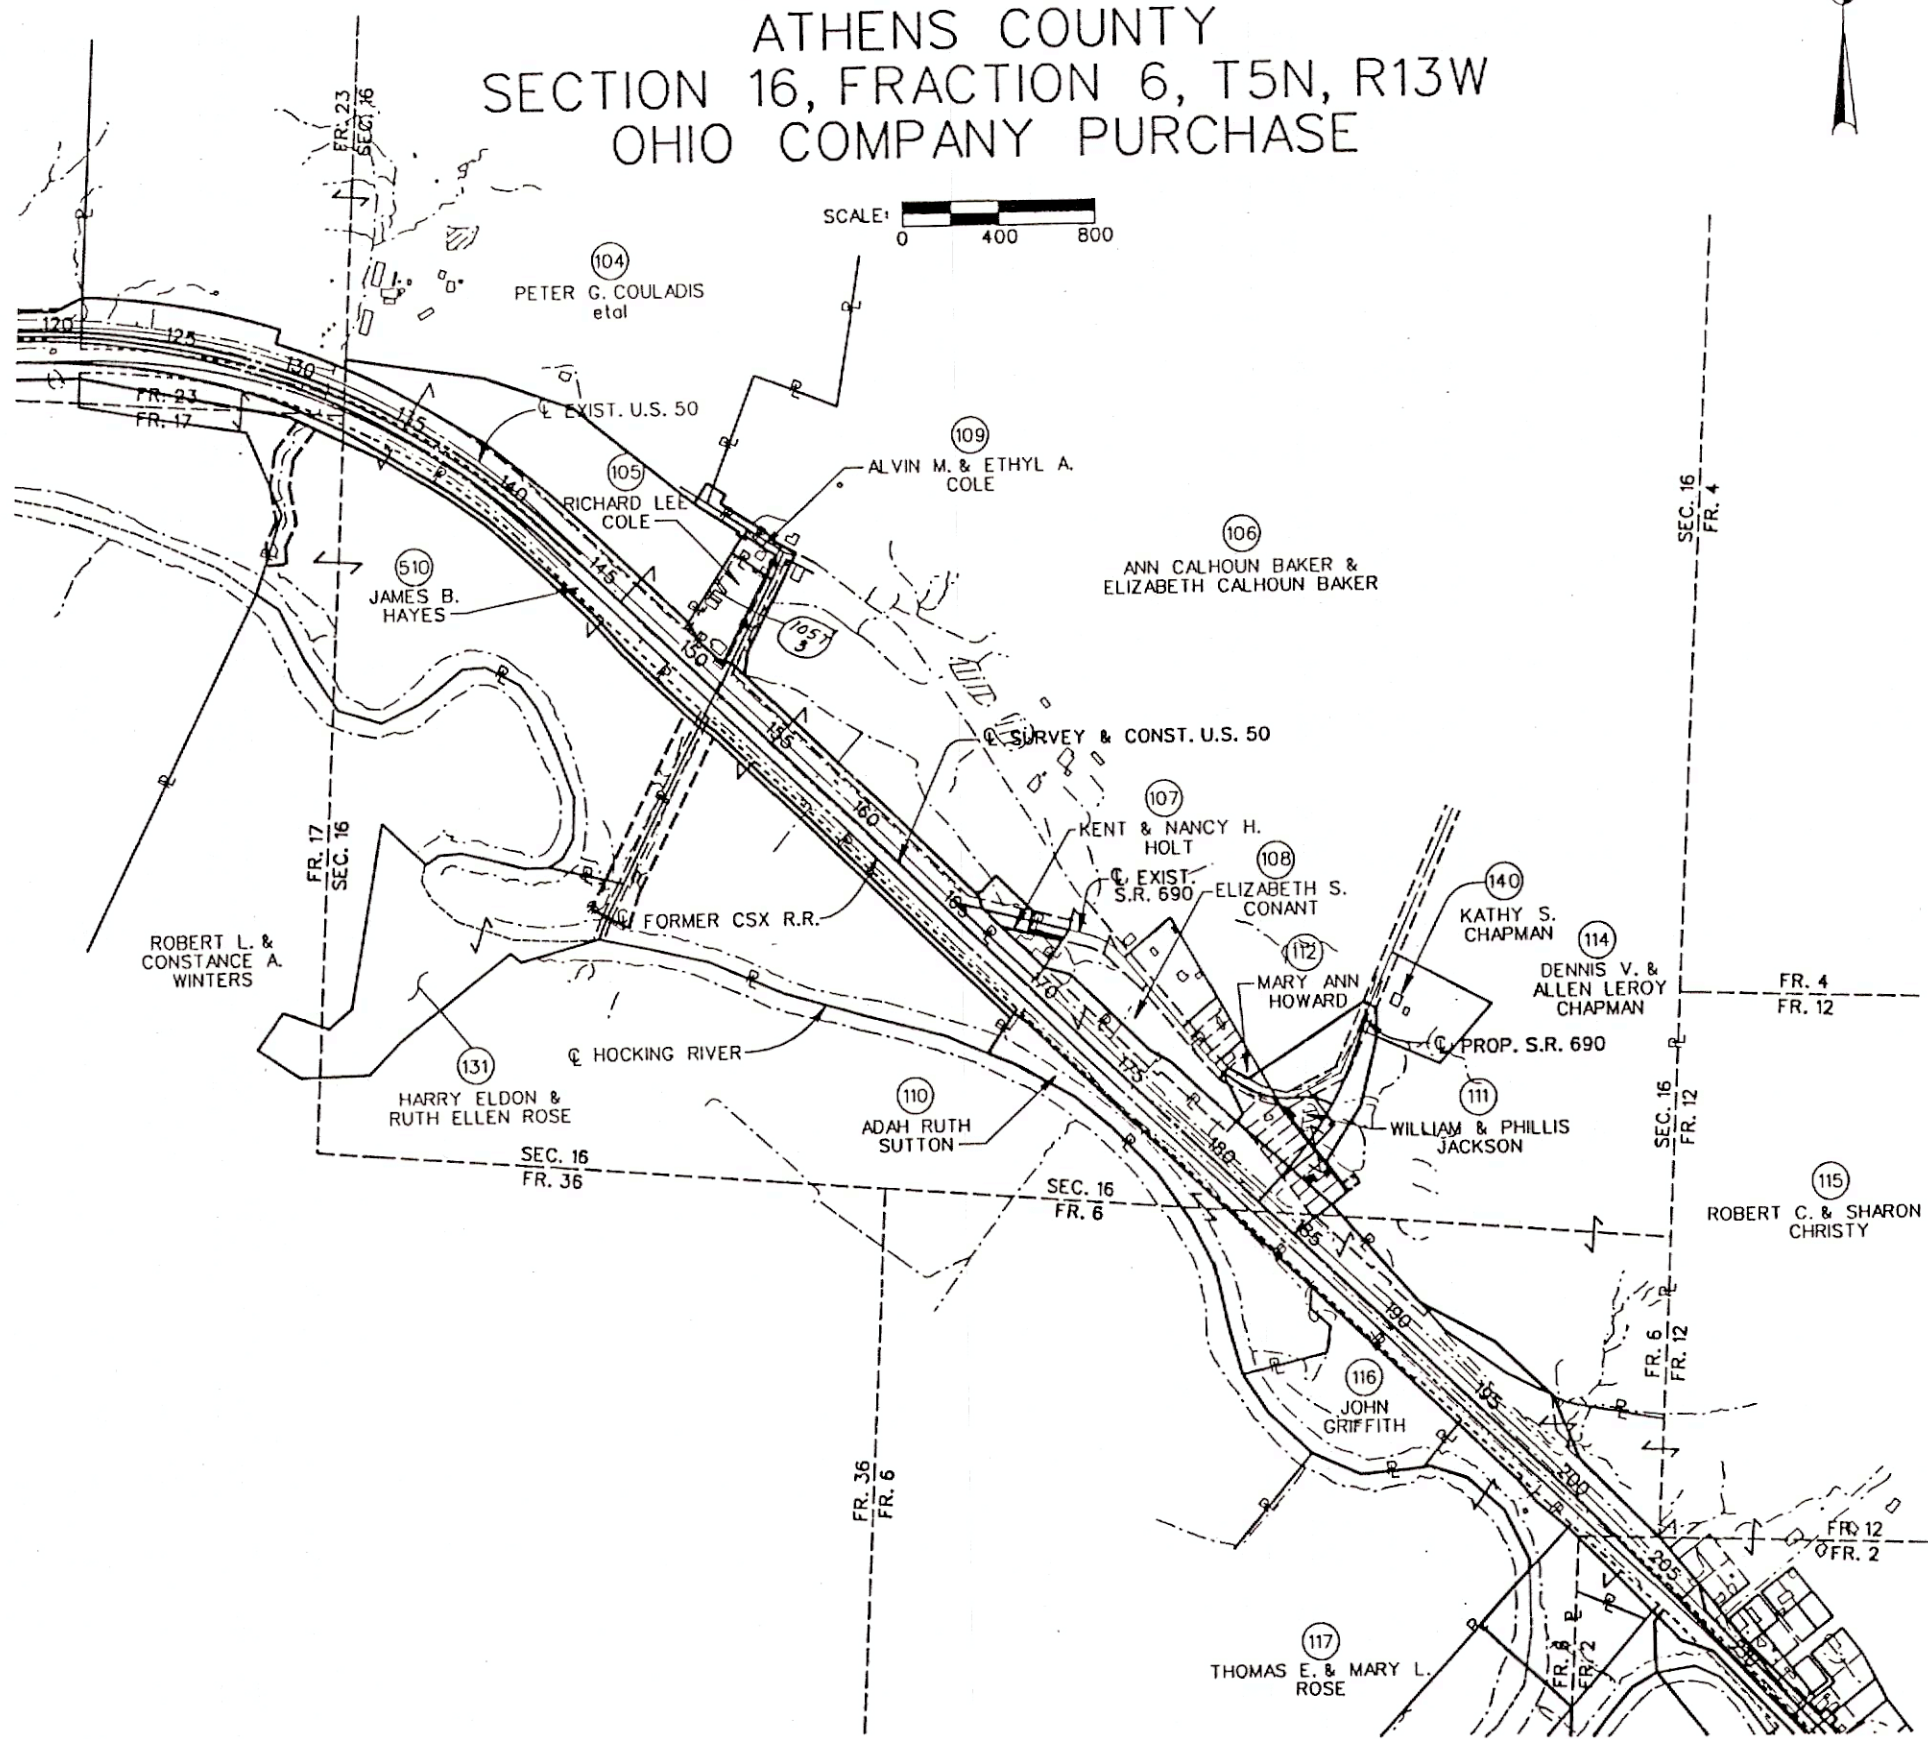 ATHENS COUNTY
SECTION 16, FRACTION 6, T5N, R13W
OHIO COMPANY PURCHASE
SCALE:
0 400 800
FR. 23
SEC. 16
104
PETER G. COULADIS
etal
120
125
130
FR. 23
FR. 17
℄ EXIST. U.S. 50
140
145
150
155
160
109
ALVIN M. & ETHYL A.
COLE
105
RICHARD LEE
COLE
SEC. 16
FR. 4
106
ANN CALHOUN BAKER &
ELIZABETH CALHOUN BAKER
510
JAMES B.
HAYES
℄ SURVEY & CONST. U.S. 50
107
KENT & NANCY H.
HOLT
108
ELIZABETH S.
CONANT
℄ EXIST.
S.R. 690
140
KATHY S.
CHAPMAN
FR. 17
SEC. 16
℄ FORMER CSX R.R.
165
170
175
180
185
190
195
200
205
112
MARY ANN
HOWARD
114
DENNIS V. &
ALLEN LEROY
CHAPMAN
FR. 4
FR. 12
ROBERT L. &
CONSTANCE A.
WINTERS
℄ HOCKING RIVER
℄ PROP. S.R. 690
131
HARRY ELDON &
RUTH ELLEN ROSE
110
ADAH RUTH
SUTTON
111
WILLIAM & PHILLIS
JACKSON
SEC. 16
FR. 12
SEC. 16
FR. 36
SEC. 16
FR. 6
115
ROBERT C. & SHARON
CHRISTY
FR. 6
FR. 12
116
JOHN
GRIFFITH
FR. 36
FR. 6
FR. 12
FR. 2
117
THOMAS E. & MARY L.
ROSE
FR. 6
FR. 2